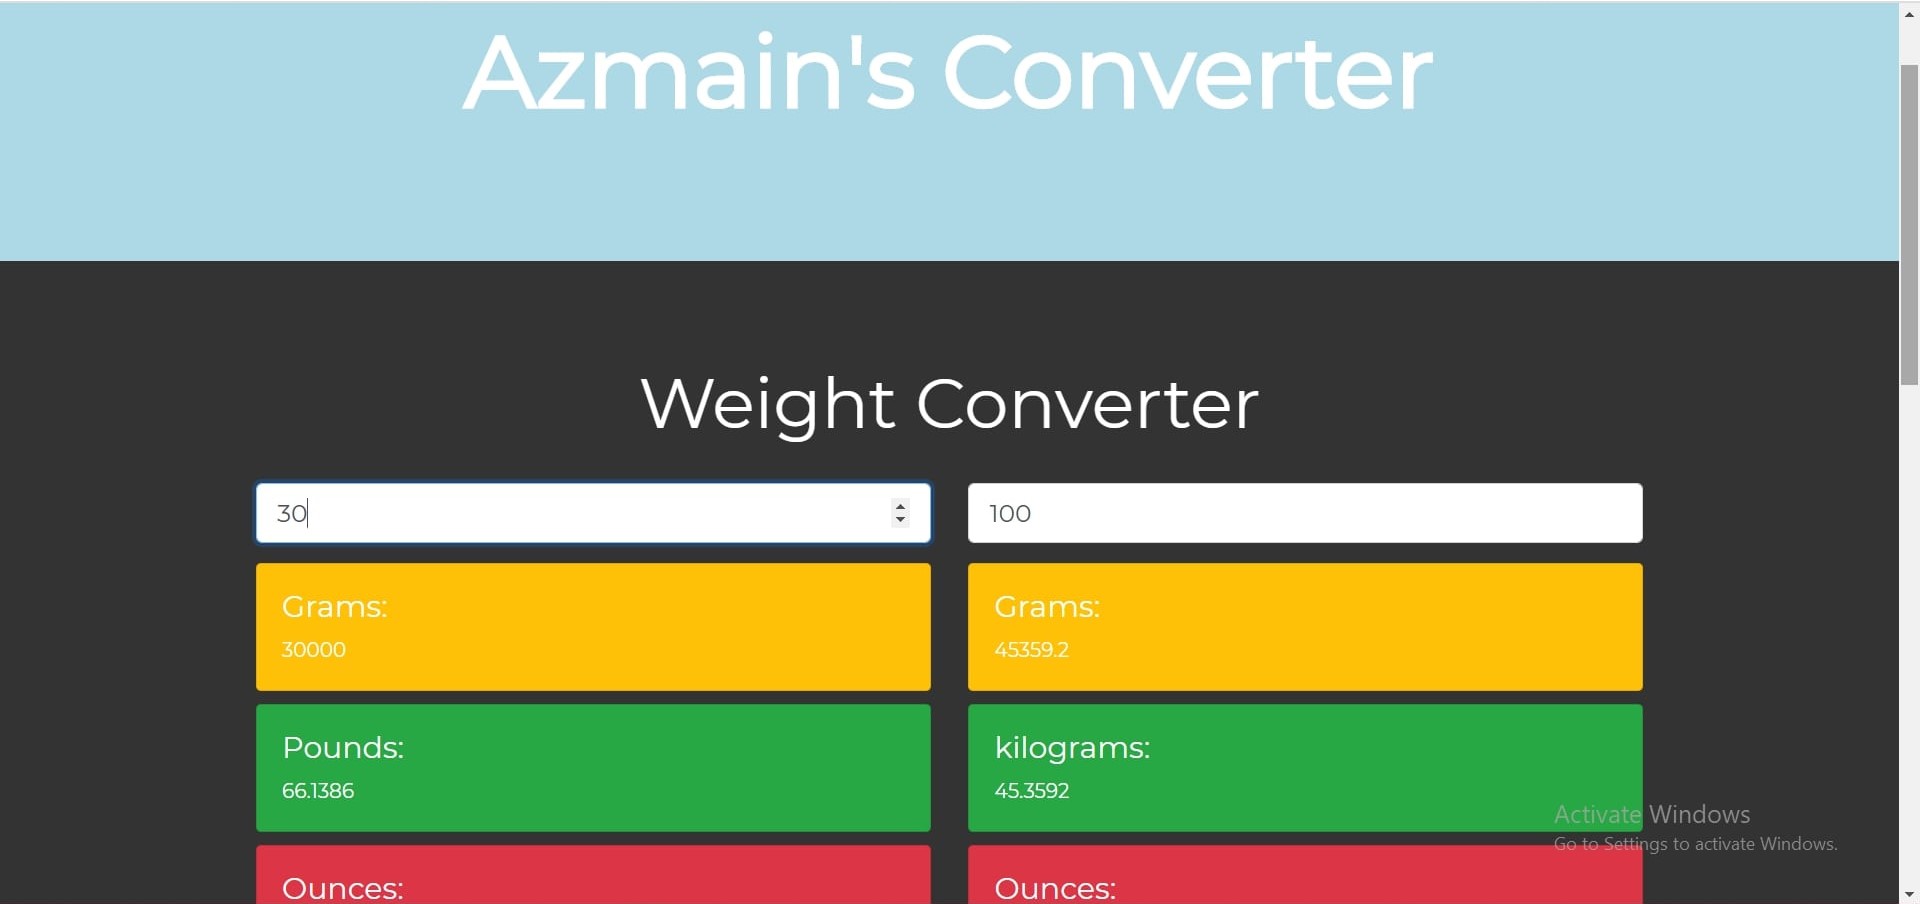 Azmain's Converter
Weight Converter
30
100
Grams:
30000
Grams:
45359.2
Pounds:
66.1386
kilograms:
45.3592
Activate Windows
Go to Settings to activate Windows.
Ounces:
Ounces: